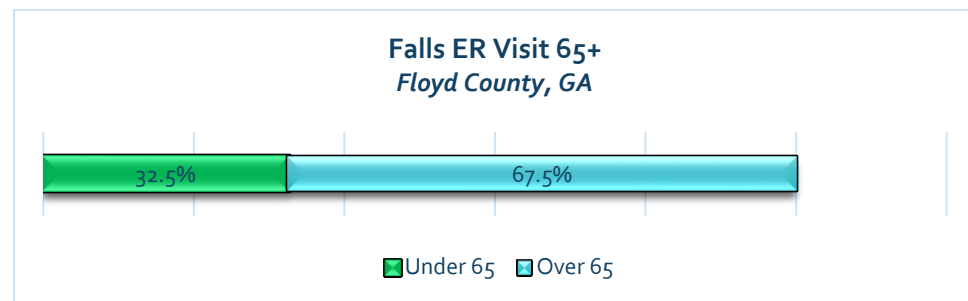 Falls ER Visit 65+
Floyd County, GA
32.5% 67.5%
Under 65 Over 65